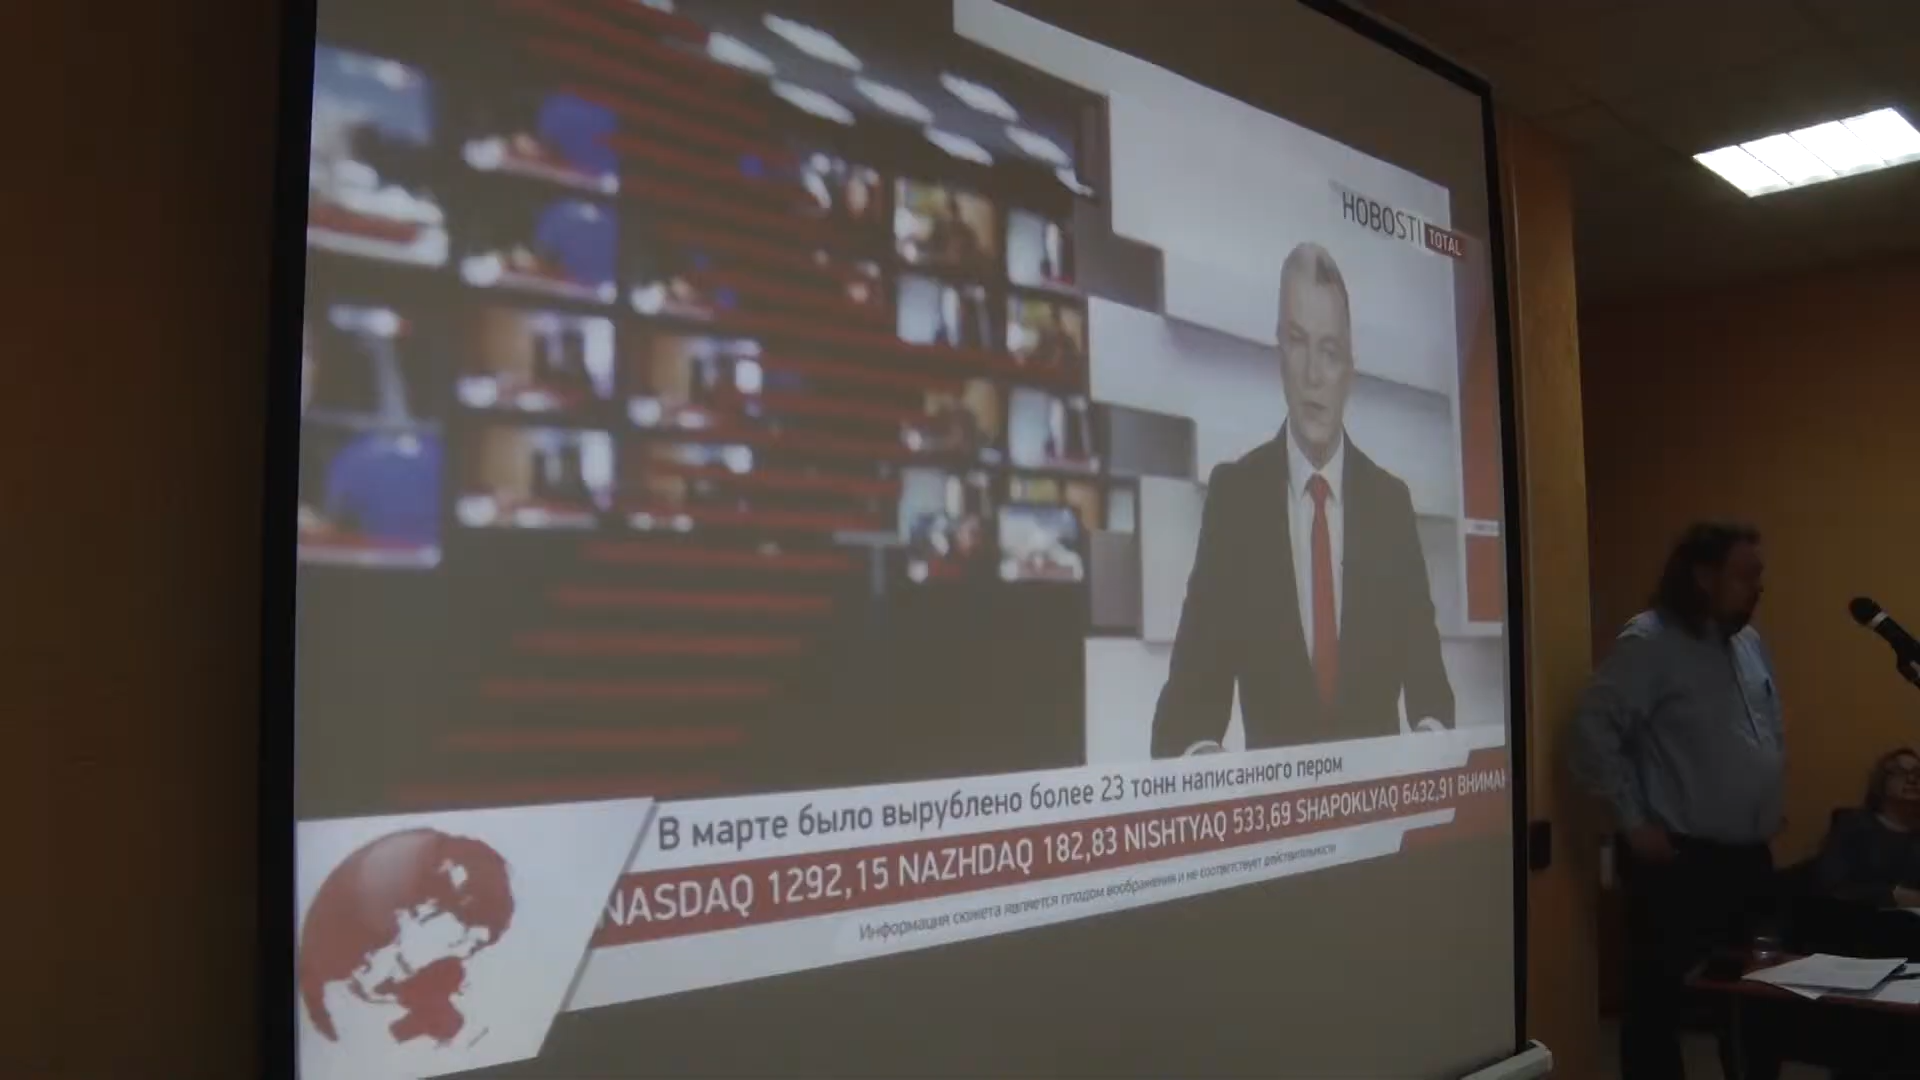 HOBOSTI TOTAL
В марте было вырублено более 23 тонн написанного пером
NASDAQ 1292,15 NAZHDAQ 182,83 NISHTYAQ 533,69 SHAPOKLYAQ 6432,91 ВНИМАН
Информация сюжета является плодом воображения и не соответствует действительности